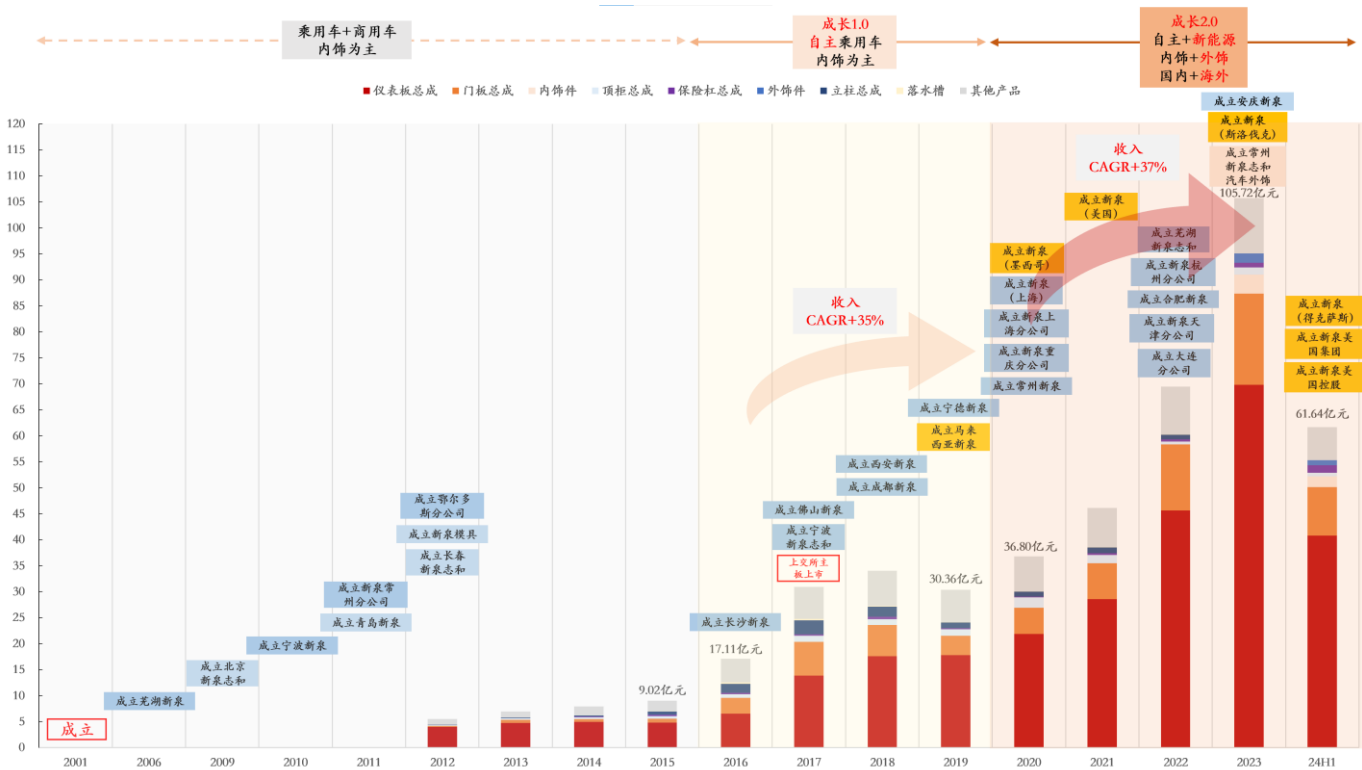 乘用车+商用车
内饰为主
成长1.0
自主乘用车
内饰为主
成长2.0
自主+新能源
内饰+外饰
国内+海外
仪表板总成
门板总成
内饰件
顶柜总成
保险杠总成
外饰件
立柱总成
落水槽
其他产品
120
115
110
105
100
95
90
85
80
75
70
65
60
55
50
45
40
35
30
25
20
15
10
5
0
成立
成立芜湖新泉
成立北京
新泉志和
成立宁波新泉
成立新泉常
州分公司
成立青岛新泉
成立鄂尔多
斯分公司
成立新泉模具
成立长春
新泉志和
9.02亿元
成立长沙新泉
17.11亿元
成立佛山新泉
成立宁波
新泉志和
上交所主
板上市
收入
CAGR+35%
成立西安新泉
成立成都新泉
成立宁德新泉
成立马来
西亚新泉
30.36亿元
成立新泉
(墨西哥)
成立新泉
(上海)
成立新泉上
海分公司
成立新泉重
庆分公司
成立常州新泉
36.80亿元
收入
CAGR+37%
成立新泉
(美国)
成立芜湖
新泉志和
成立新泉杭
州分公司
成立合肥新泉
成立新泉天
津分公司
成立大连
分公司
成立安庆新泉
成立新泉
(斯洛伐克)
成立常州
新泉志和
汽车外饰
105.72亿元
成立新泉
(得克萨斯)
成立新泉美
国集团
成立新泉美
国控股
61.64亿元
2001
2006
2009
2010
2011
2012
2013
2014
2015
2016
2017
2018
2019
2020
2021
2022
2023
24H1